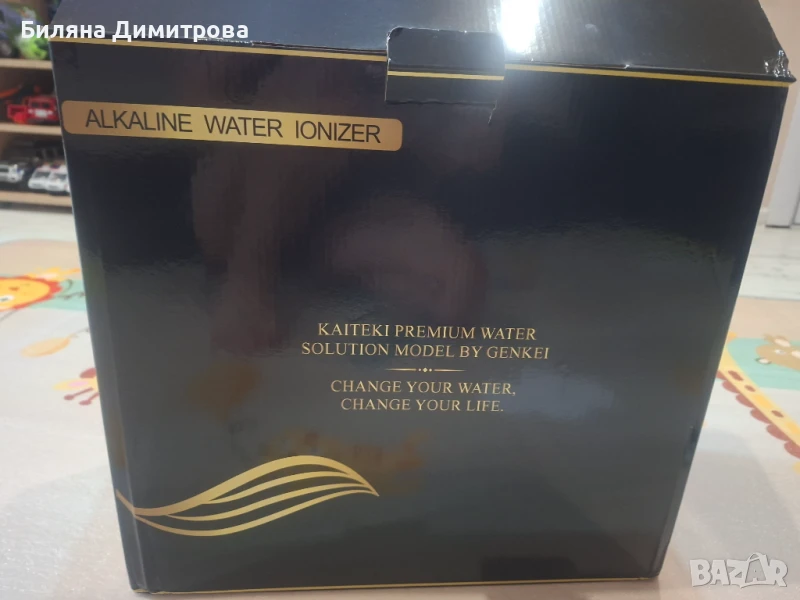 Биляна Димитрова
ALKALINE WATER IONIZER
KAITEKI PREMIUM WATER
SOLUTION MODEL BY GENKEI
CHANGE YOUR WATER,
CHANGE YOUR LIFE.
BAZAR